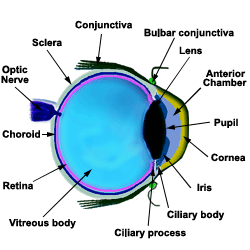 Conjunctiva
Bulbar conjunctiva
Sclera
Lens
Optic
Nerve
Anterior
Chamber
Choroid
Pupil
Cornea
Retina
Iris
Vitreous body
Ciliary body
Ciliary process